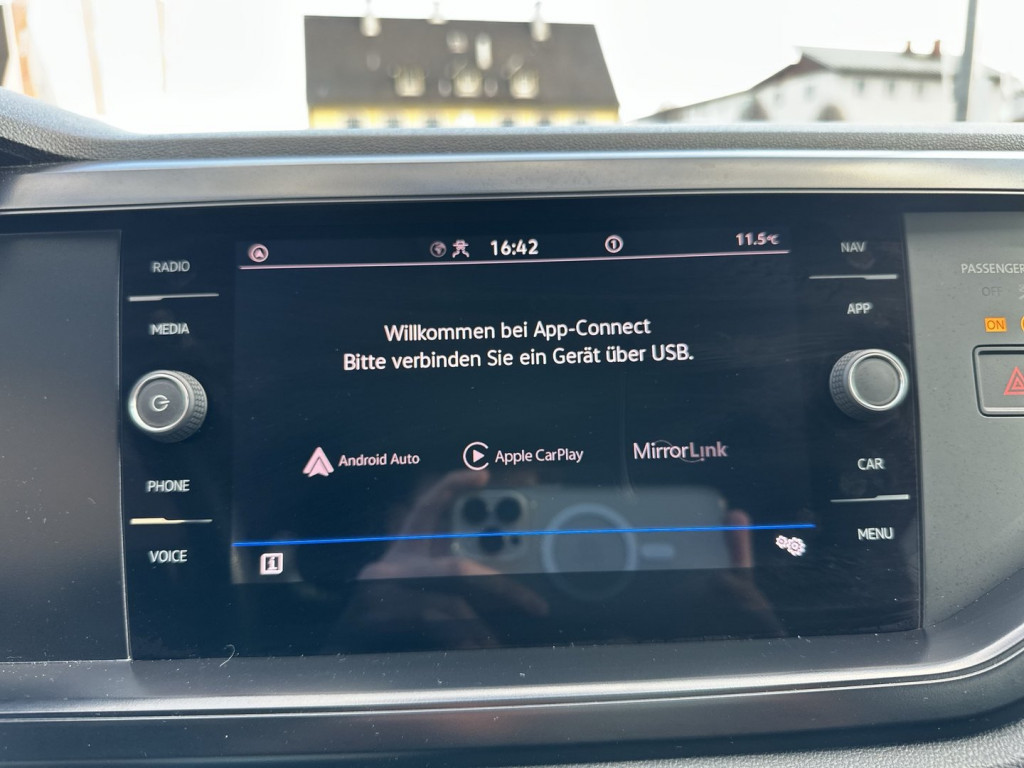 16:42
1
11.5°C
RADIO
MEDIA
PHONE
VOICE
Willkommen bei App-Connect
Bitte verbinden Sie ein Gerät über USB.
Android Auto
Apple CarPlay
MirrorLink
i
NAV
APP
CAR
MENU
PASSENGER
OFF
ON